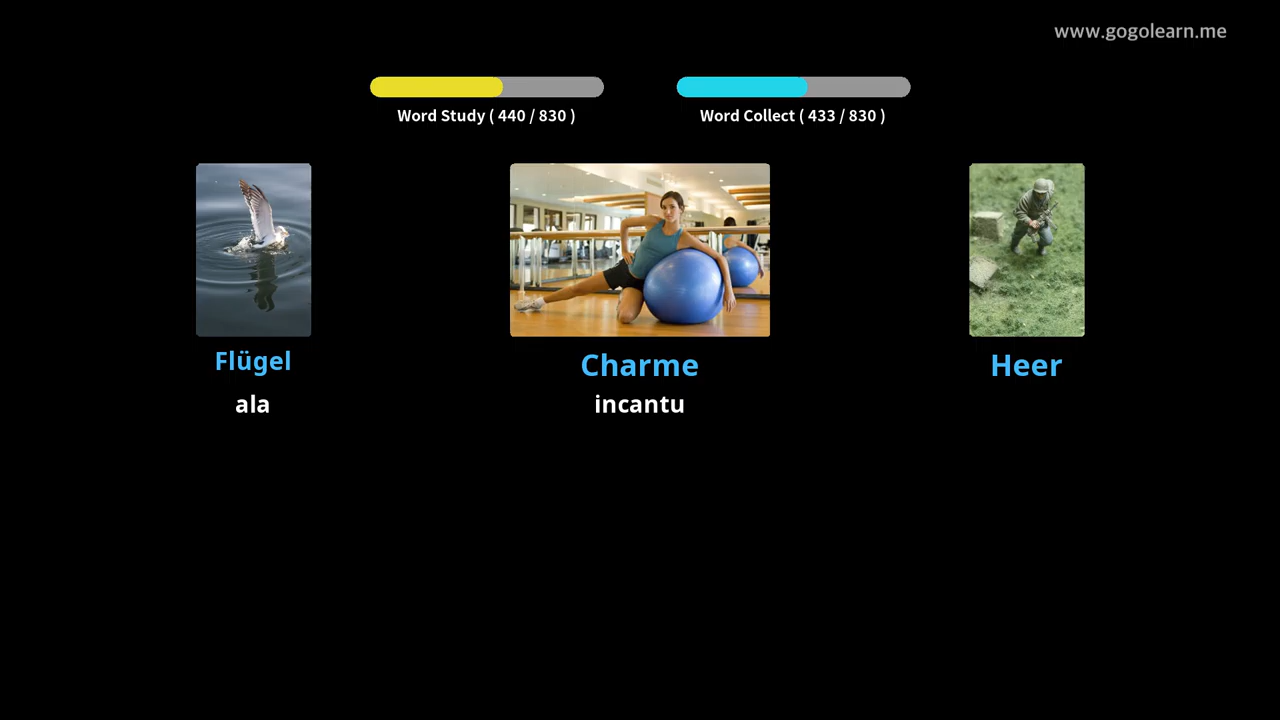 www.gogolearn.me
Word Study ( 440 / 830 )
Word Collect ( 433 / 830 )
Flügel
Charme
Heer
ala
incantu